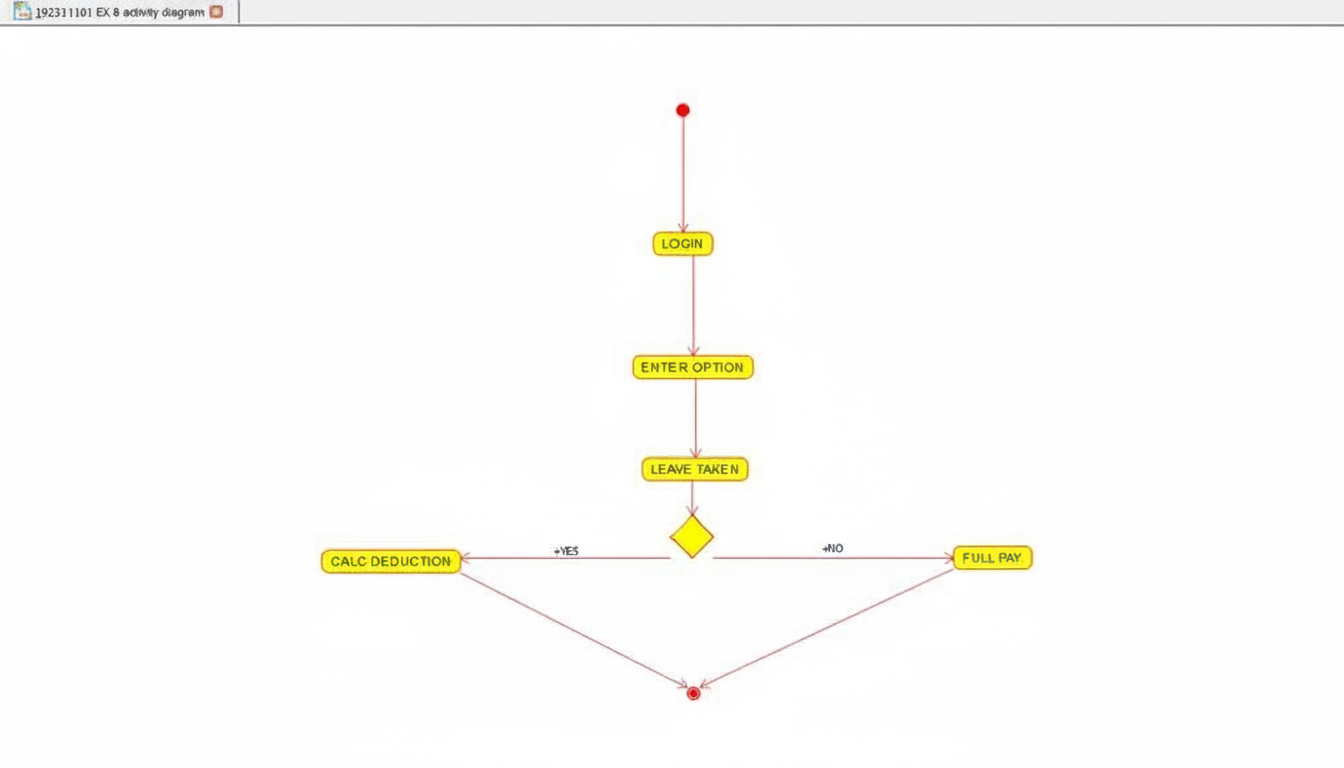 192311101 EX 8 activity diagram
LOGIN
ENTER OPTION
LEAVE TAKEN
+YES
+NO
CALC DEDUCTION
FULL PAY